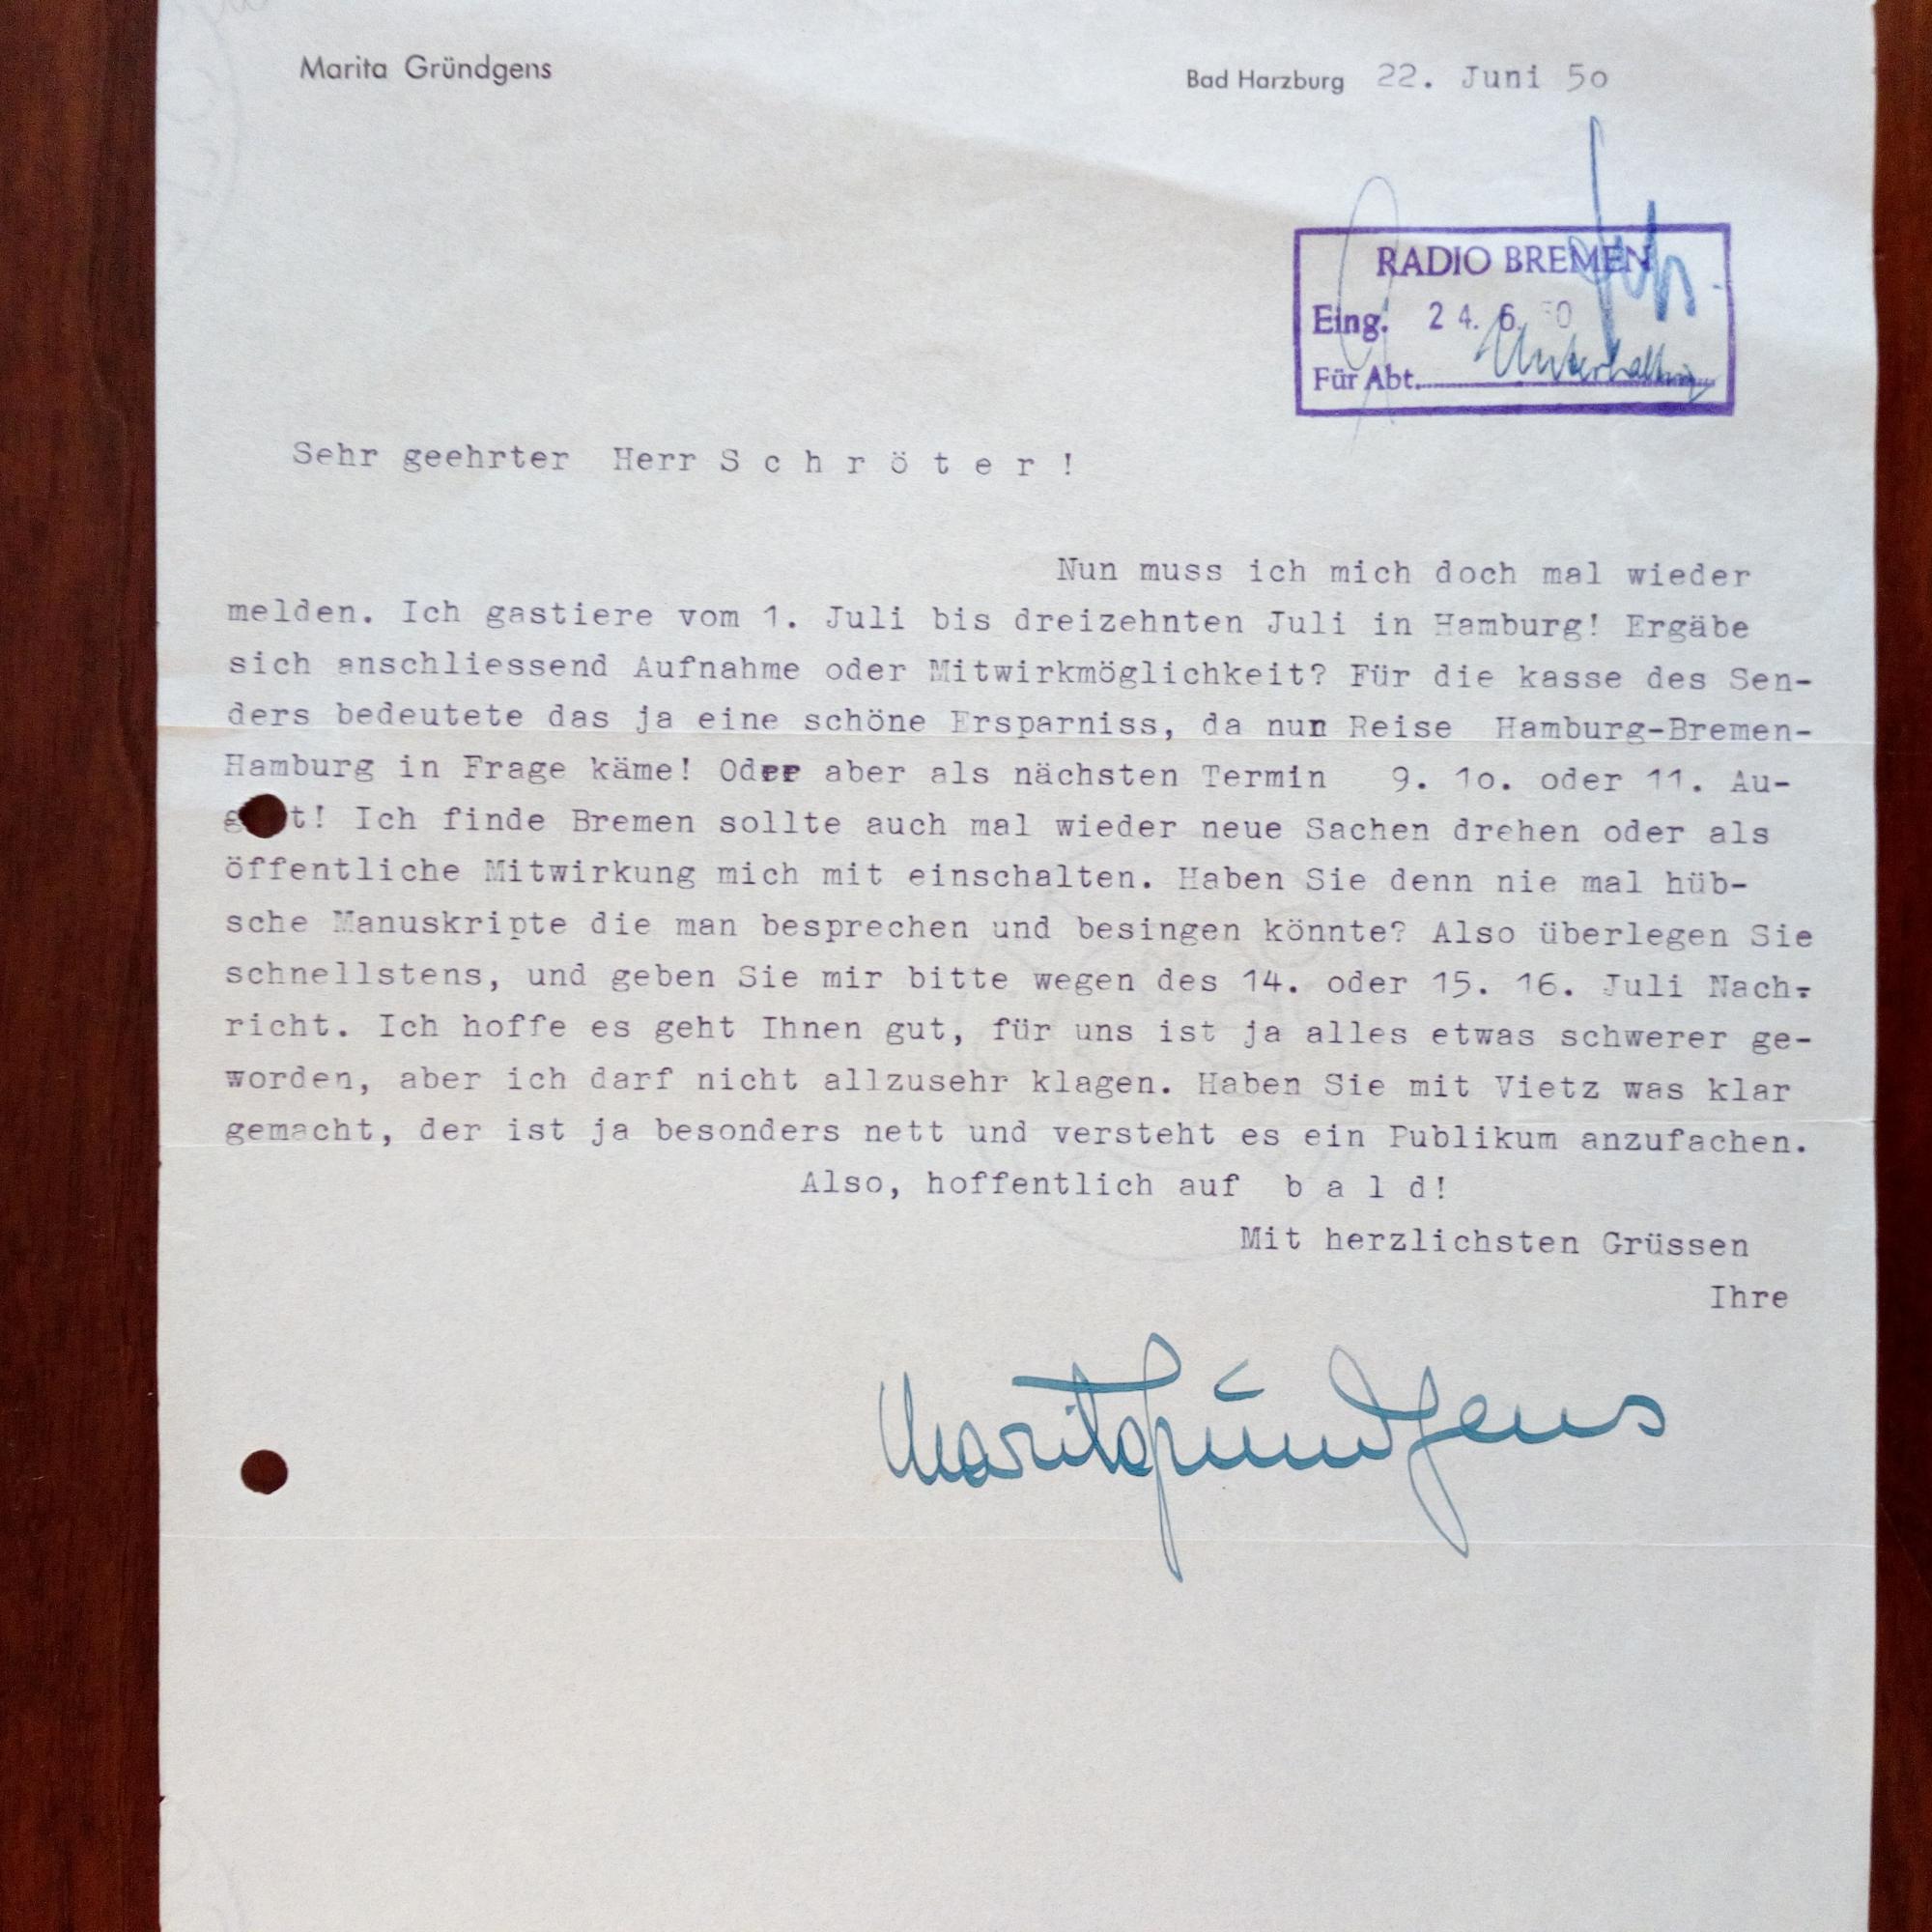 Marita Gründgens
Bad Harzburg 22. Juni 50
RADIO BREMEN
Eing. 24. 6. 50
Für Abt. Unterhaltung
Sehr geehrter Herr S c h r ö t e r !
Nun muss ich mich doch mal wieder
melden. Ich gastiere vom 1. Juli bis dreizehnten Juli in Hamburg! Ergäbe
sich anschliessend Aufnahme oder Mitwirkmöglichkeit? Für die kasse des Sen-
ders bedeutete das ja eine schöne Ersparniss, da nun Reise Hamburg-Bremen-
Hamburg in Frage käme! Oder aber als nächsten Termin 9. 1o. oder 11. Au-
gust! Ich finde Bremen sollte auch mal wieder neue Sachen drehen oder als
öffentliche Mitwirkung mich mit einschalten. Haben Sie denn nie mal hüb-
sche Manuskripte die man besprechen und besingen könnte? Also überlegen Sie
schnellstens, und geben Sie mir bitte wegen des 14. oder 15. 16. Juli Nach-
richt. Ich hoffe es geht Ihnen gut, für uns ist ja alles etwas schwerer ge-
worden, aber ich darf nicht allzusehr klagen. Haben Sie mit Vietz was klar
gemacht, der ist ja besonders nett und versteht es ein Publikum anzufachen.
Also, hoffentlich auf b a l d!
Mit herzlichsten Grüssen
Ihre
Marita Gründgens